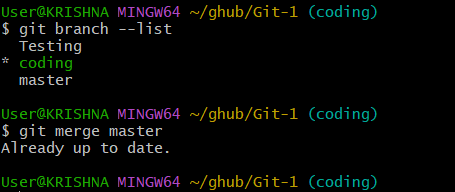 User@KRISHNA MINGW64 ~/ghub/Git-1 (coding)
$ git branch --list
  Testing
* coding
  master
User@KRISHNA MINGW64 ~/ghub/Git-1 (coding)
$ git merge master
Already up to date.
User@KRISHNA MINGW64 ~/ghub/Git-1 (coding)